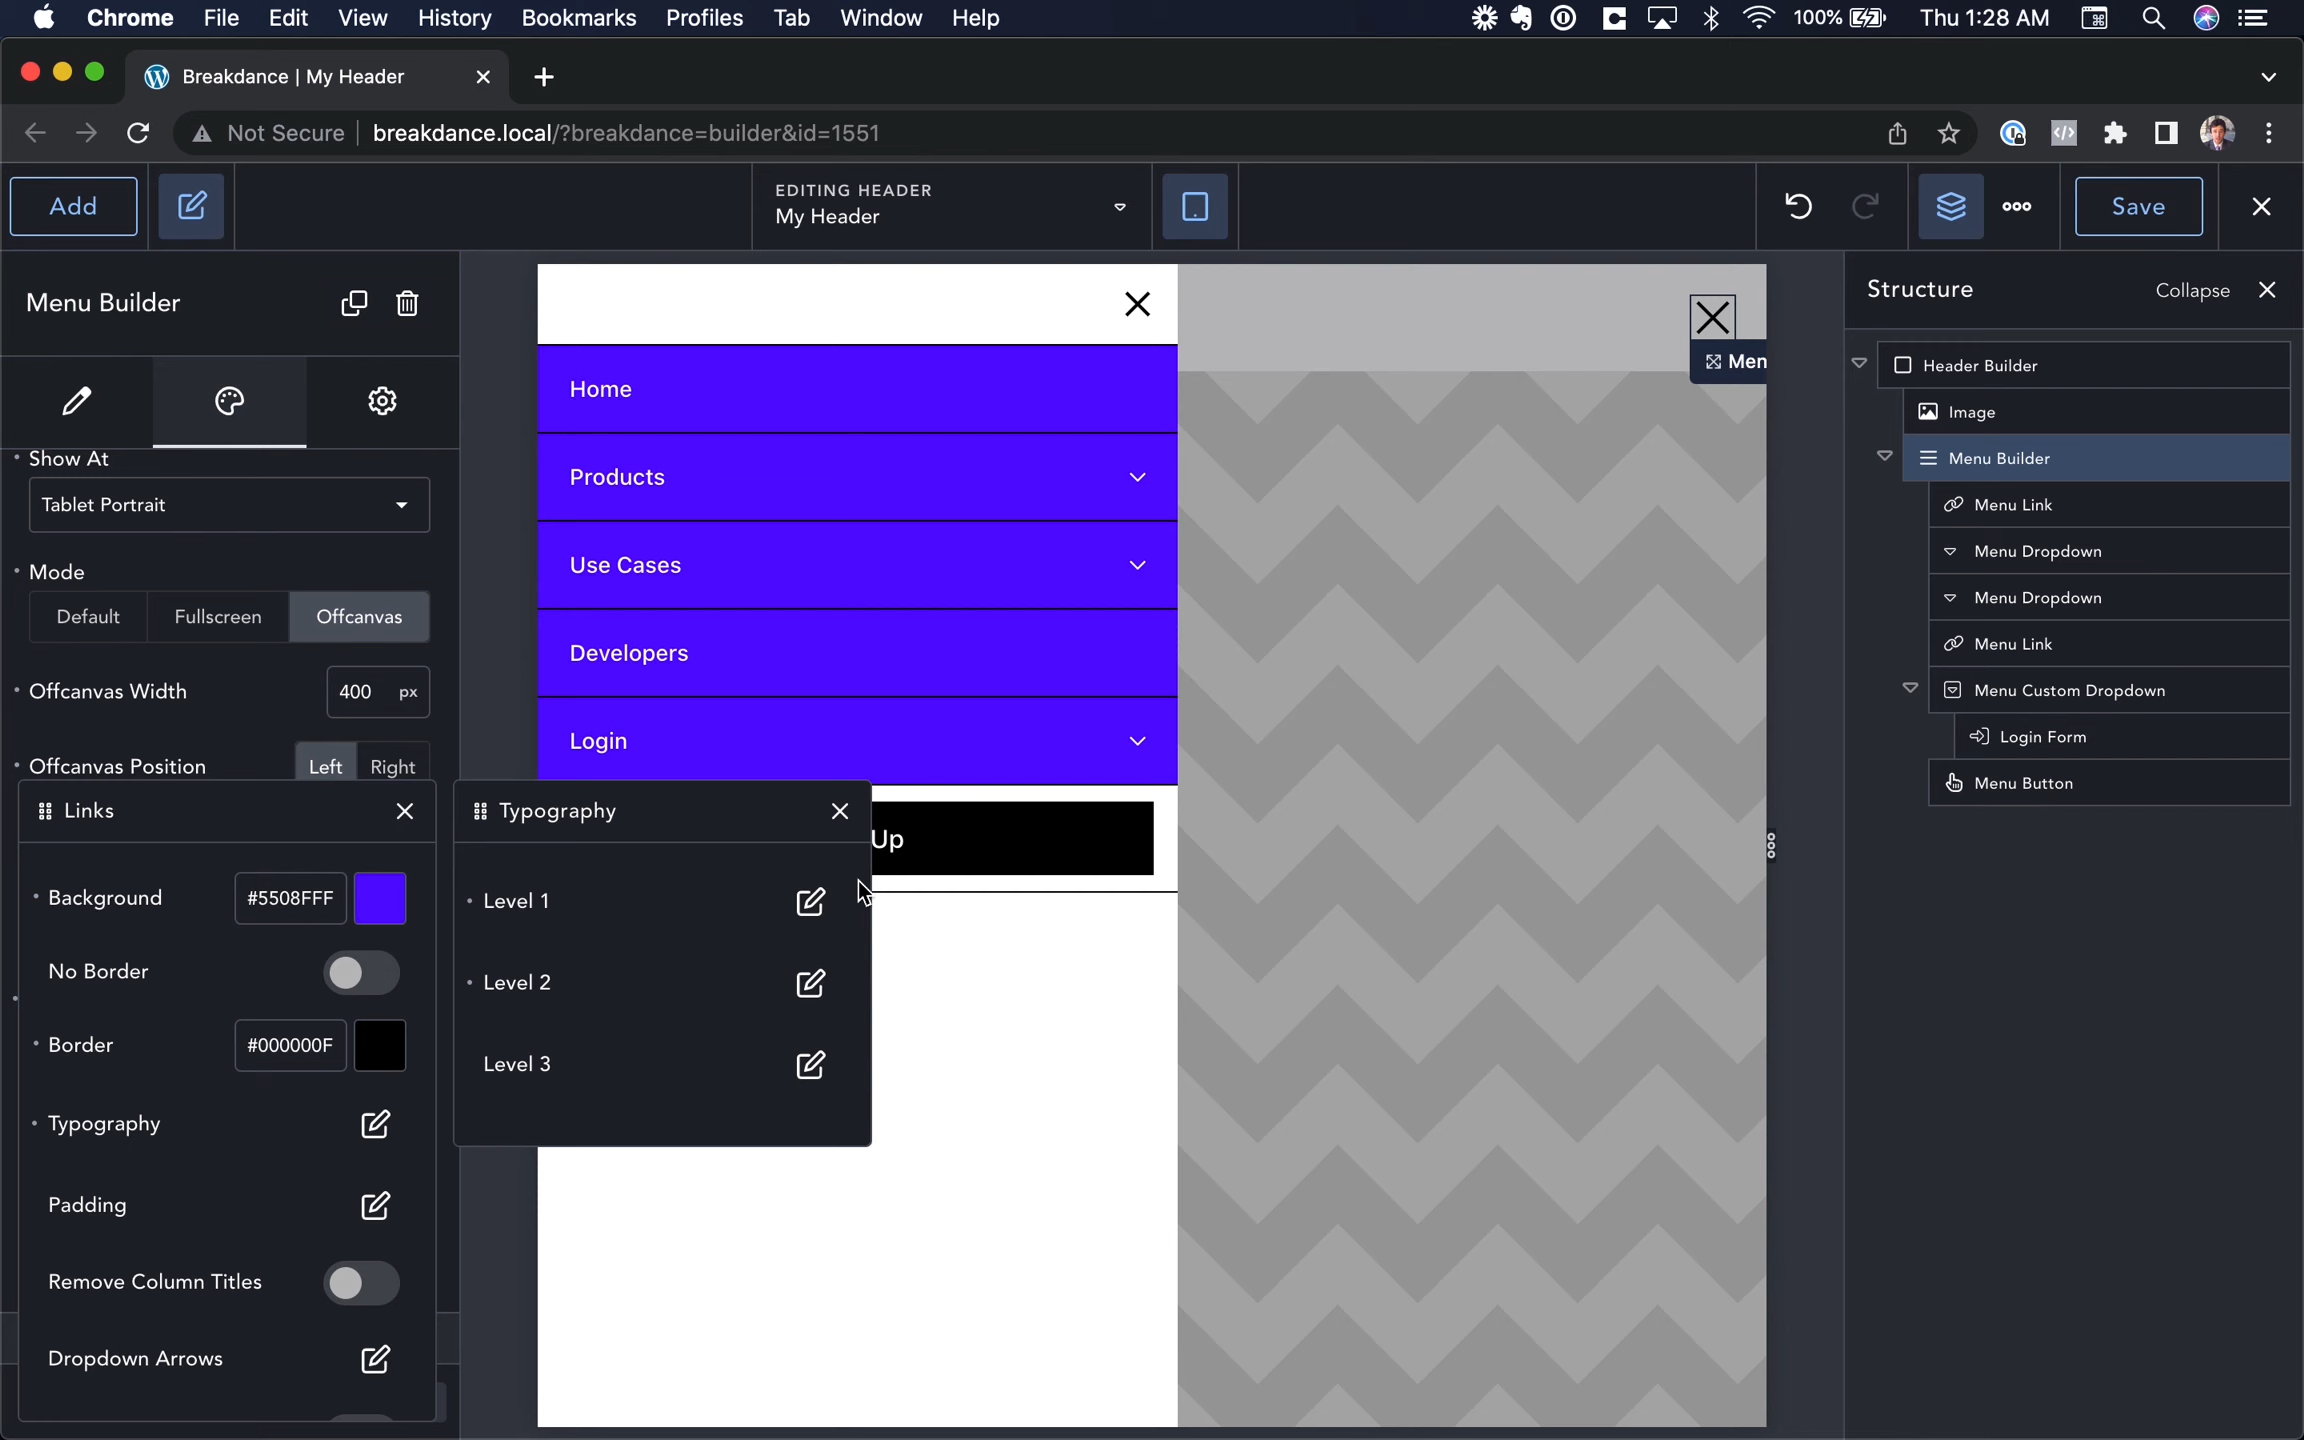 Chrome File Edit View History Bookmarks Profiles Tab Window Help 100% Thu 1:28 AM
Breakdance | My Header
Not Secure breakdance.local/?breakdance=builder&id=1551
Add
EDITING HEADER
My Header
Save
Menu Builder
Show At
Tablet Portrait
Mode
Default Fullscreen Offcanvas
Offcanvas Width 400 px
Offcanvas Position Left Right
Links
Background #5508FFF
No Border
Border #000000F
Typography
Padding
Remove Column Titles
Dropdown Arrows
Typography
Level 1
Level 2
Level 3
Home
Products
Use Cases
Developers
Login
Up
Men
Structure Collapse
Header Builder
Image
Menu Builder
Menu Link
Menu Dropdown
Menu Dropdown
Menu Link
Menu Custom Dropdown
Login Form
Menu Button